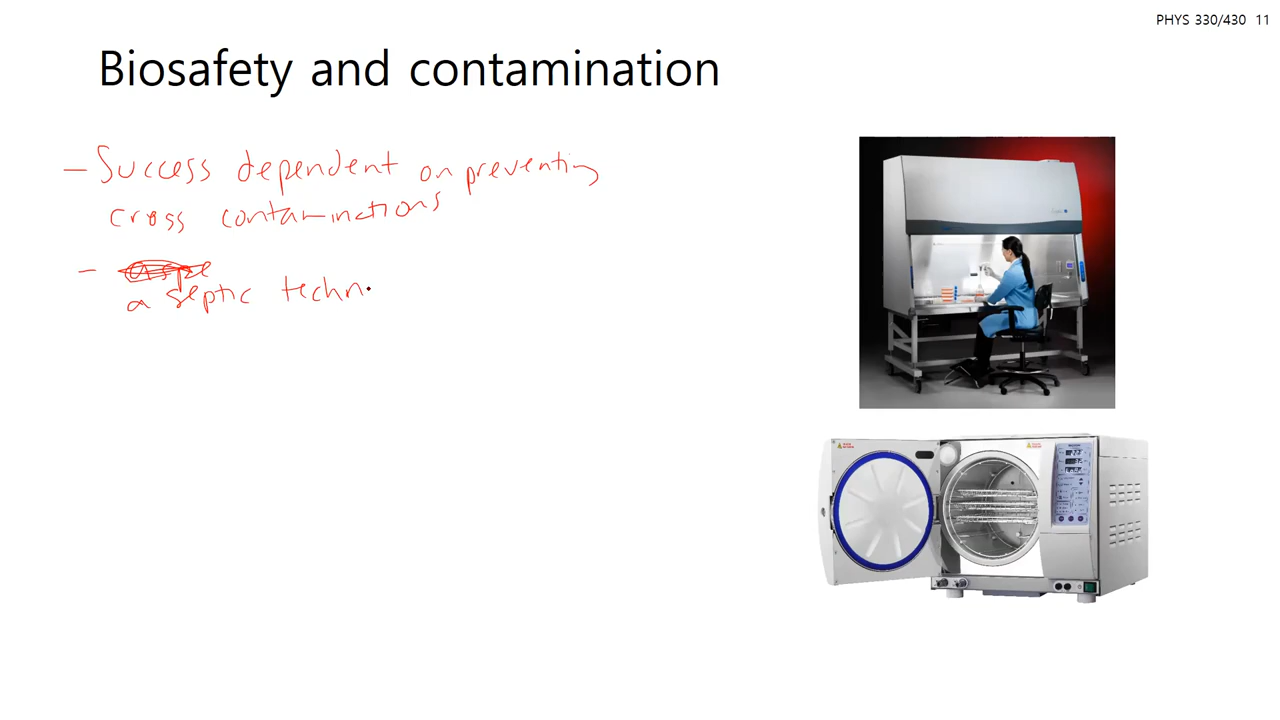 PHYS 330/430 11
Biosafety and contamination
- Success dependent on preventing
cross contaminations
-
a septic techn